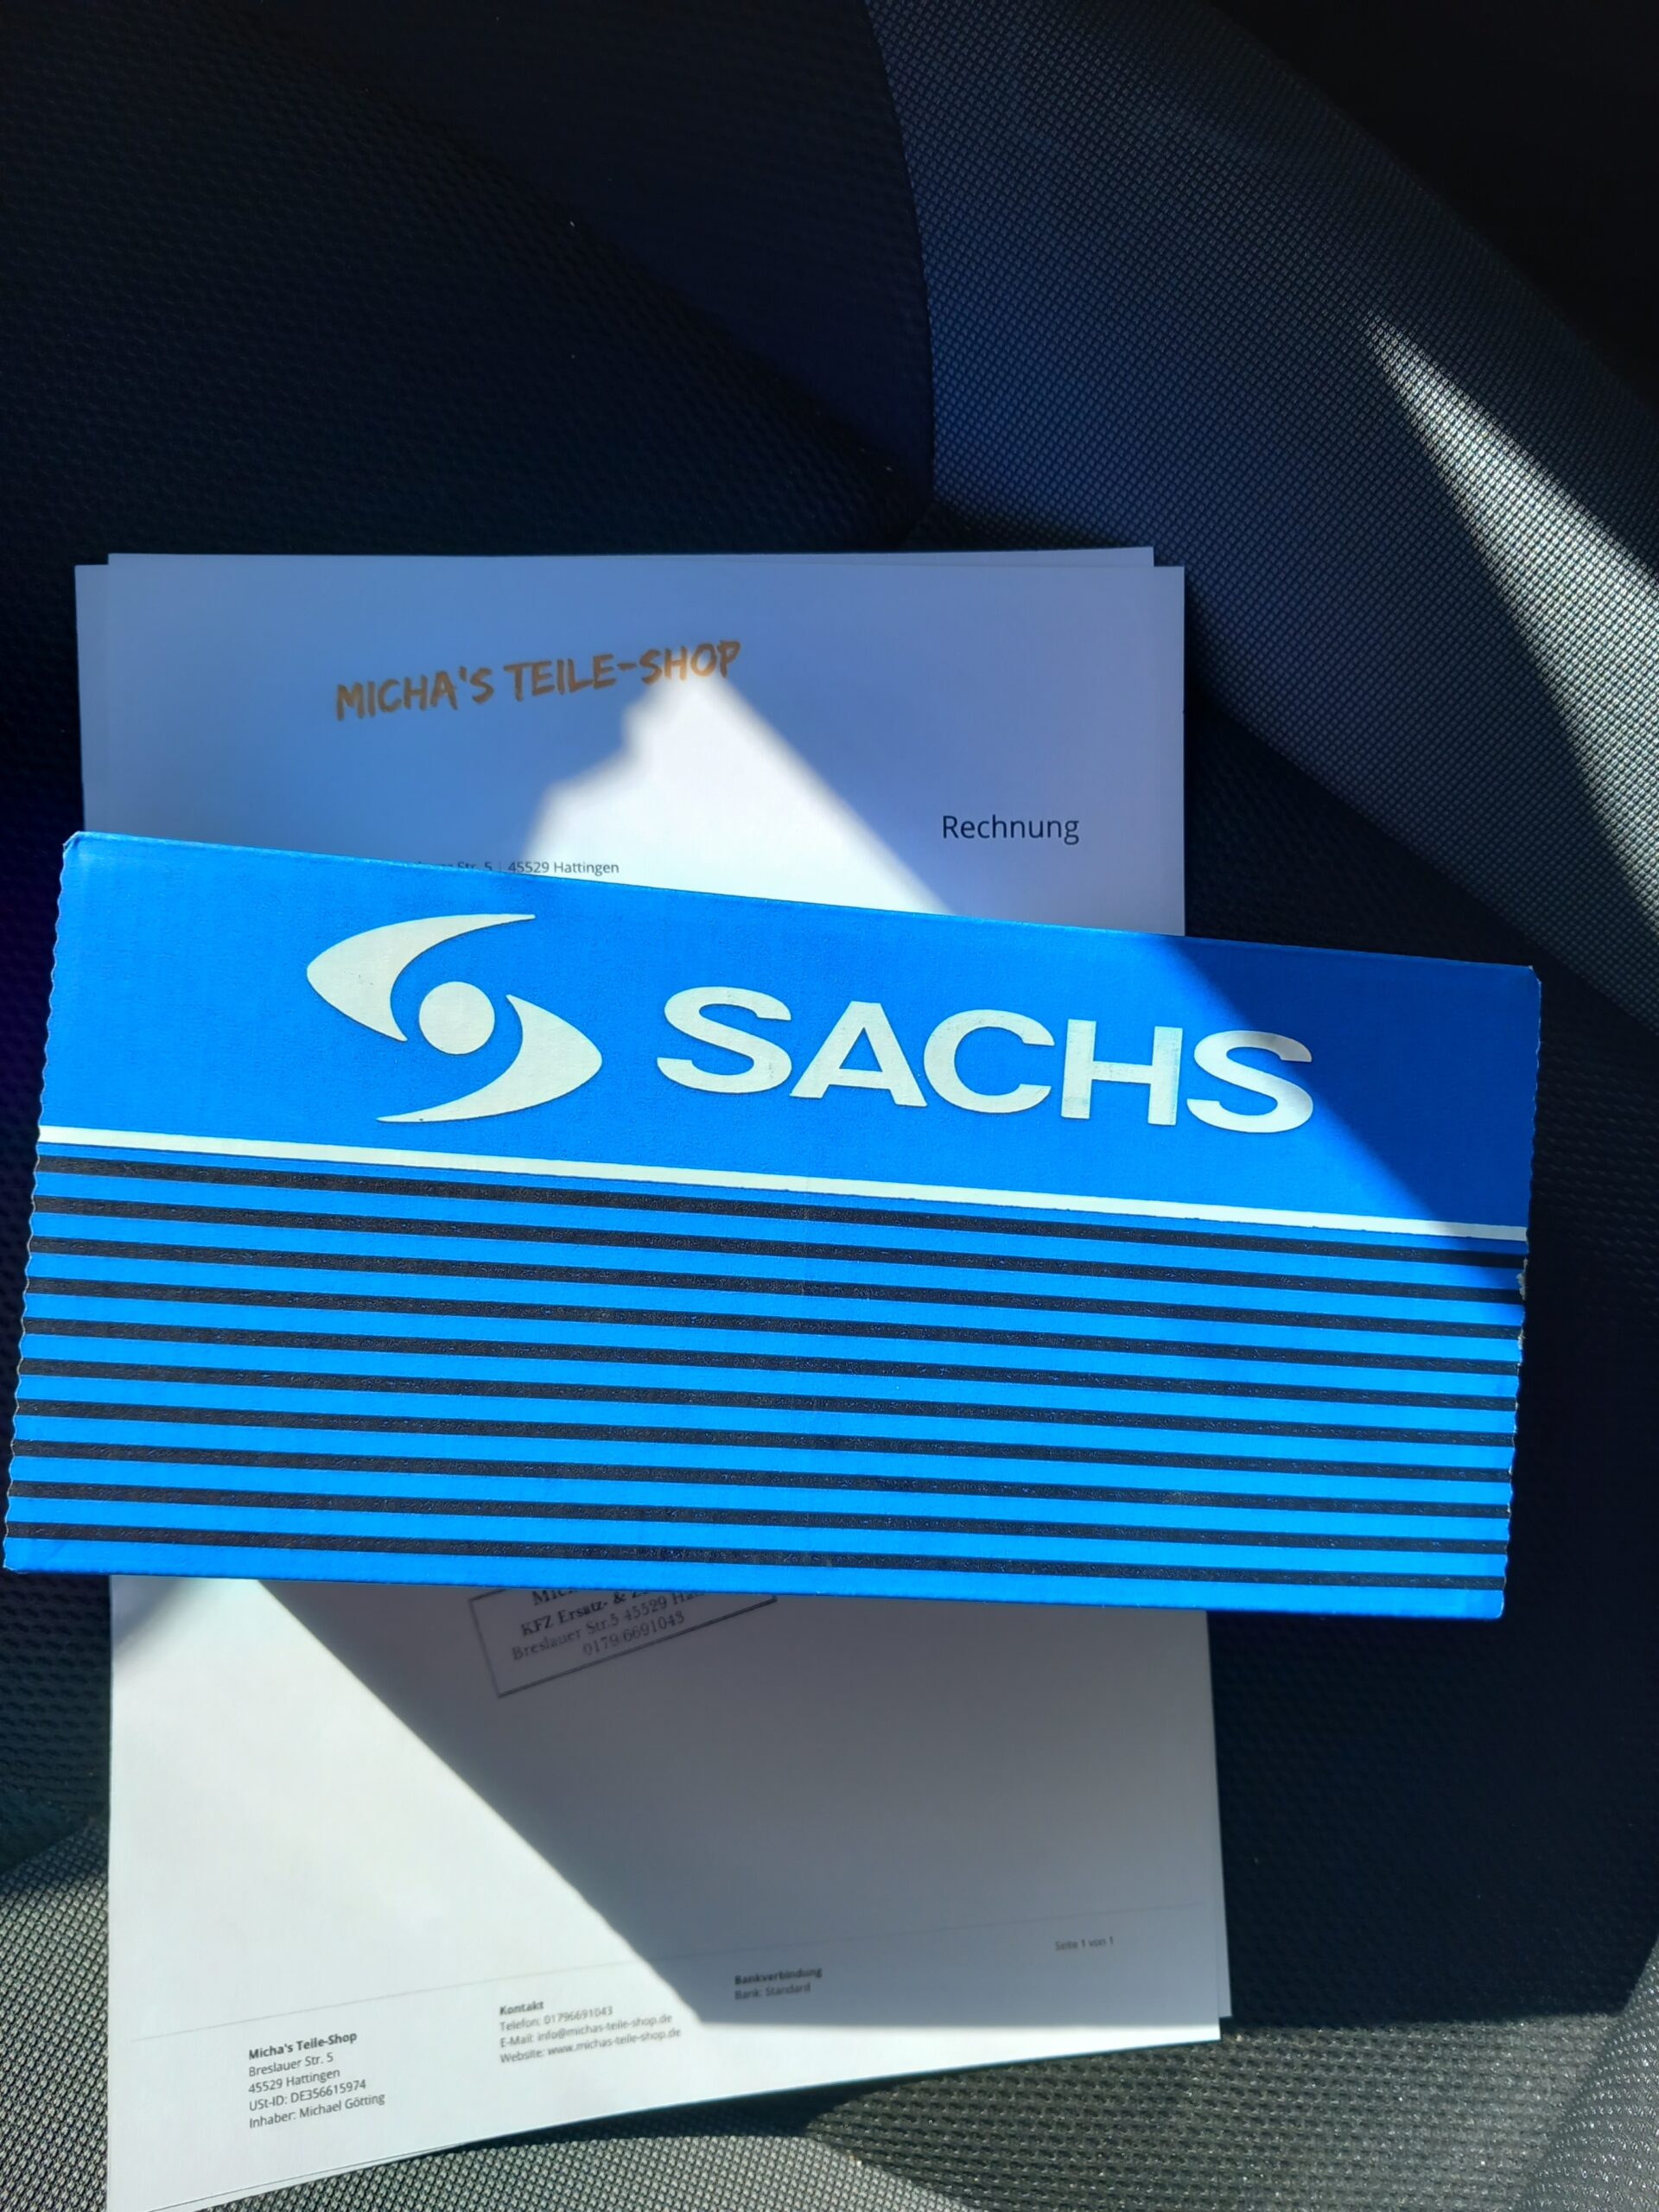 MICHA'S TEILE-SHOP
Rechnung
Str. 5 | 45529 Hattingen
SACHS
KFZ Ersatz- &
Breslauer Str.5 45529
0179/6691043
Seite 1 von 1
Micha's Teile-Shop
Breslauer Str. 5
45529 Hattingen
USt-ID: DE356615974
Inhaber: Michael Götting
Kontakt
Telefon: 01796691043
E-Mail: info@michas-teile-shop.de
Website: www.michas-teile-shop.de
Bankverbindung
Bank: Standard